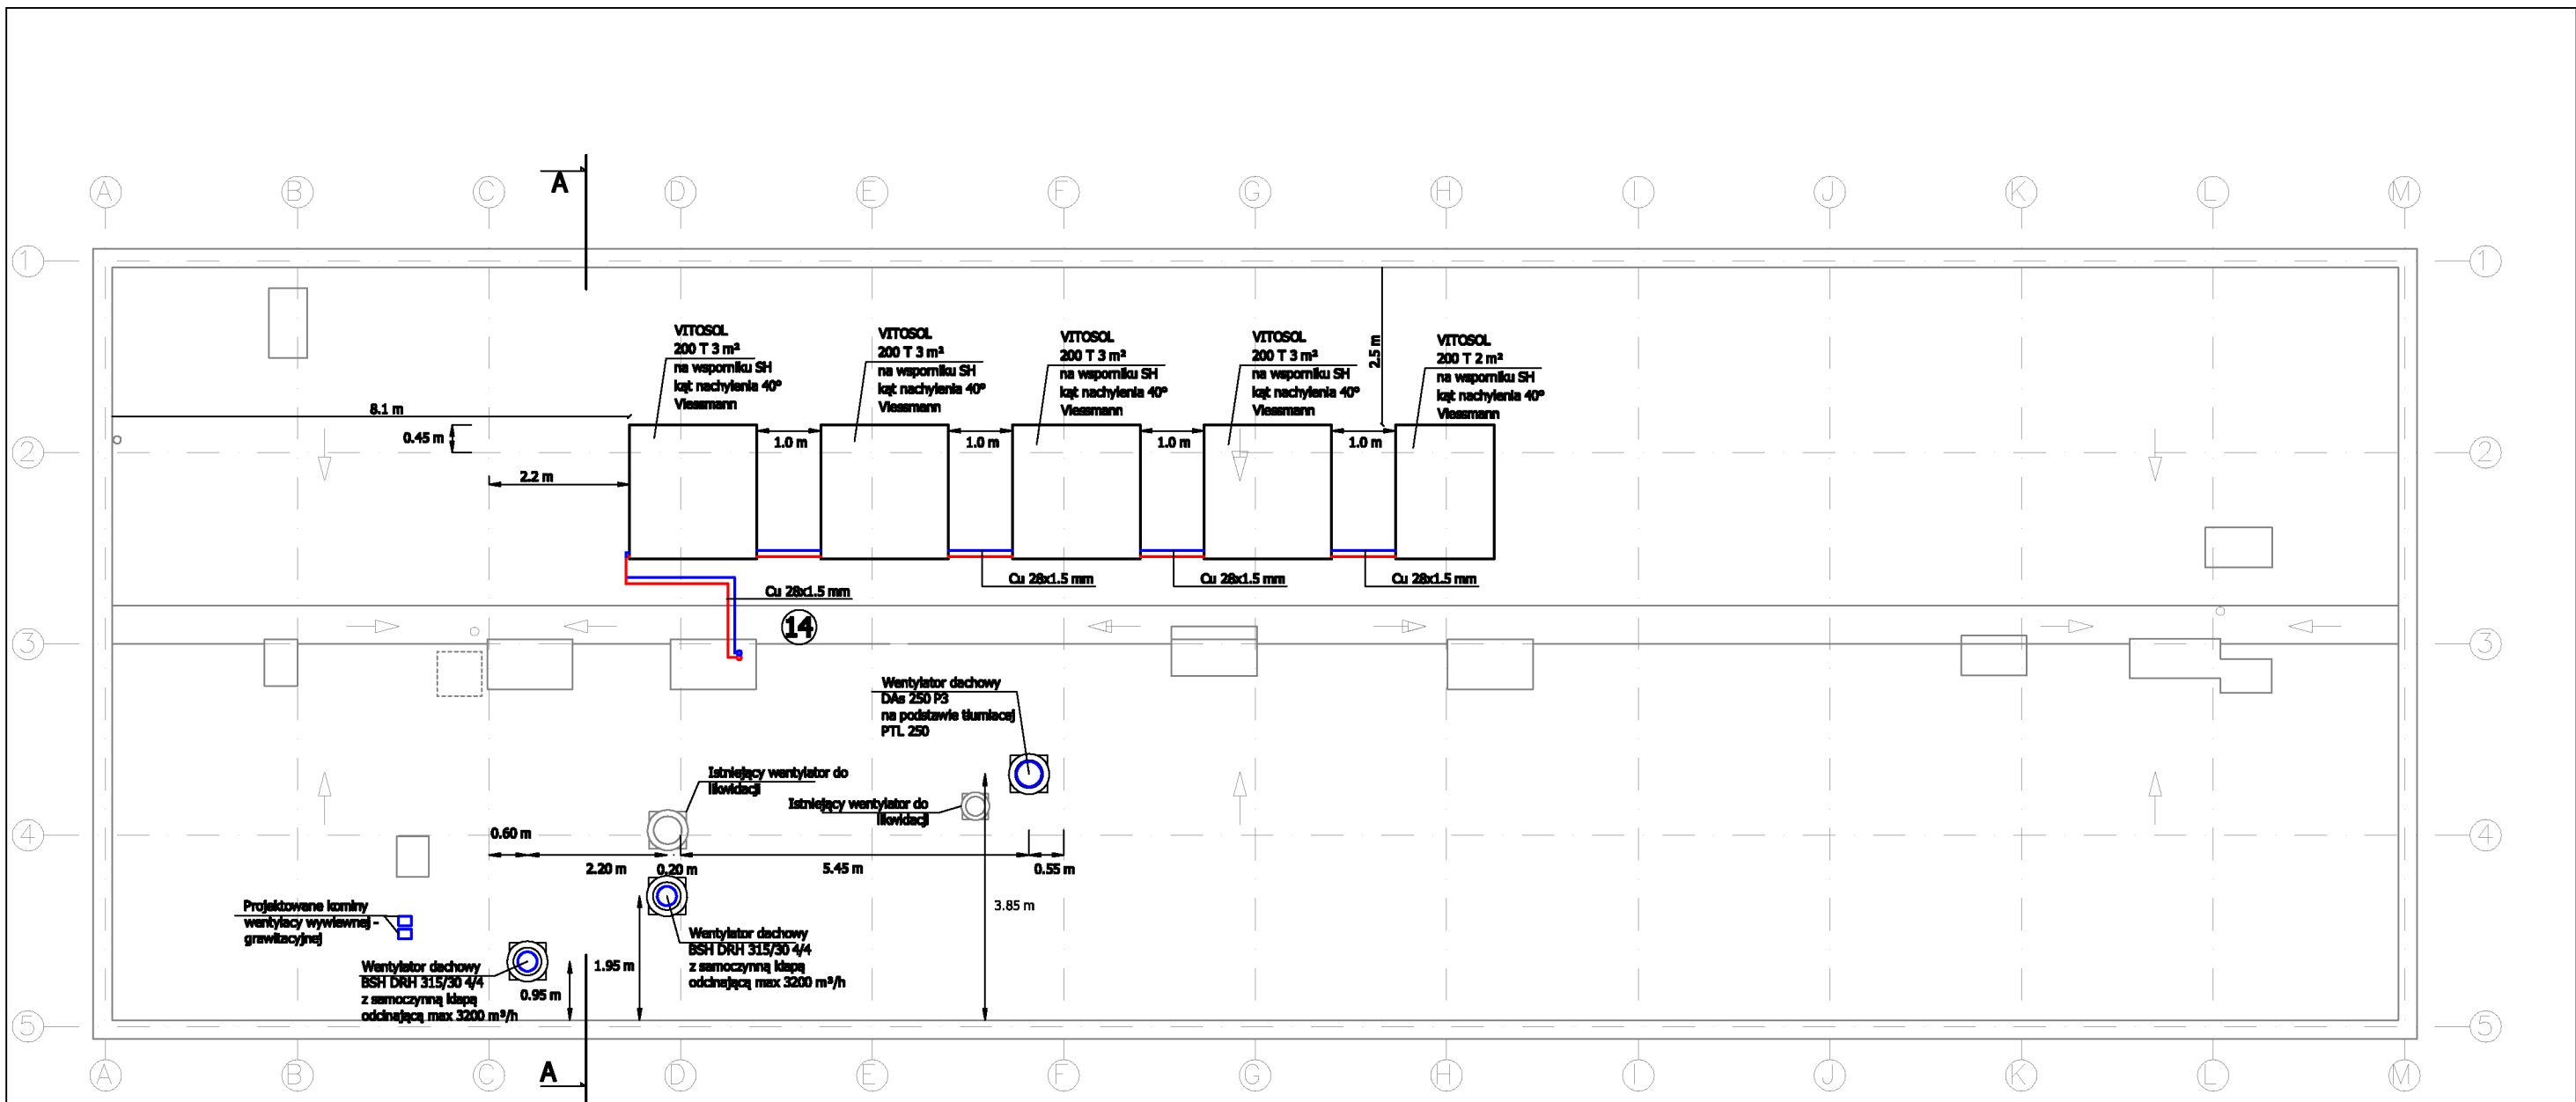 A
A
B
C
D
E
F
G
H
I
J
K
L
M
1
1
VITOSOL
200 T 3 m²
na wsporniku SH
kąt nachylenia 40°
Viessmann
VITOSOL
200 T 3 m²
na wsporniku SH
kąt nachylenia 40°
Viessmann
VITOSOL
200 T 3 m²
na wsporniku SH
kąt nachylenia 40°
Viessmann
VITOSOL
200 T 3 m²
na wsporniku SH
kąt nachylenia 40°
Viessmann
2.5 m
VITOSOL
200 T 2 m²
na wsporniku SH
kąt nachylenia 40°
Viessmann
8.1 m
0.45 m
1.0 m
1.0 m
1.0 m
1.0 m
2
2
2.2 m
Cu 28x1.5 mm
Cu 28x1.5 mm
Cu 28x1.5 mm
Cu 28x1.5 mm
14
3
3
Wentylator dachowy
DAs 250 P3
na podstawie tłumiacej
PTL 250
Istniejący wentylator do
likwidacji
Istniejący wentylator do
likwidacji
4
4
0.60 m
2.20 m
0.20 m
5.45 m
0.55 m
3.85 m
Projektowane kominy
wentylacy wywiewnej -
grawitacyjnej
Wentylator dachowy
BSH DRH 315/30 4/4
z samoczynną klapą
odcinającą max 3200 m³/h
1.95 m
Wentylator dachowy
BSH DRH 315/30 4/4
z samoczynną klapą
odcinającą max 3200 m³/h
0.95 m
5
5
A
A
B
C
D
E
F
G
H
I
J
K
L
M